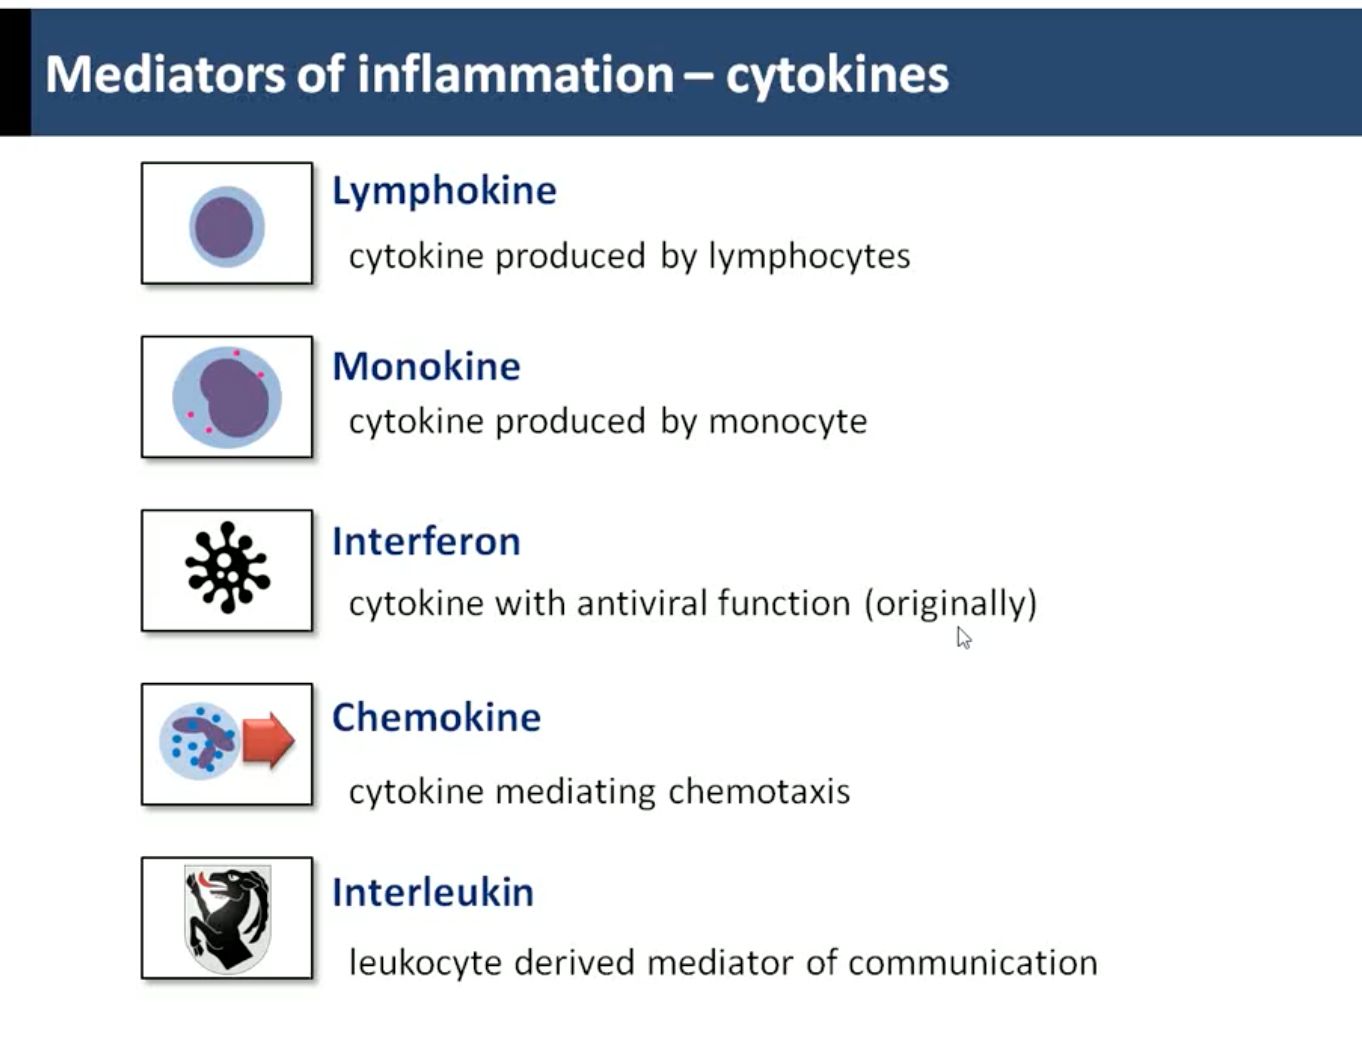 Mediators of inflammation – cytokines
Lymphokine
cytokine produced by lymphocytes
Monokine
cytokine produced by monocyte
Interferon
cytokine with antiviral function (originally)
Chemokine
cytokine mediating chemotaxis
Interleukin
leukocyte derived mediator of communication